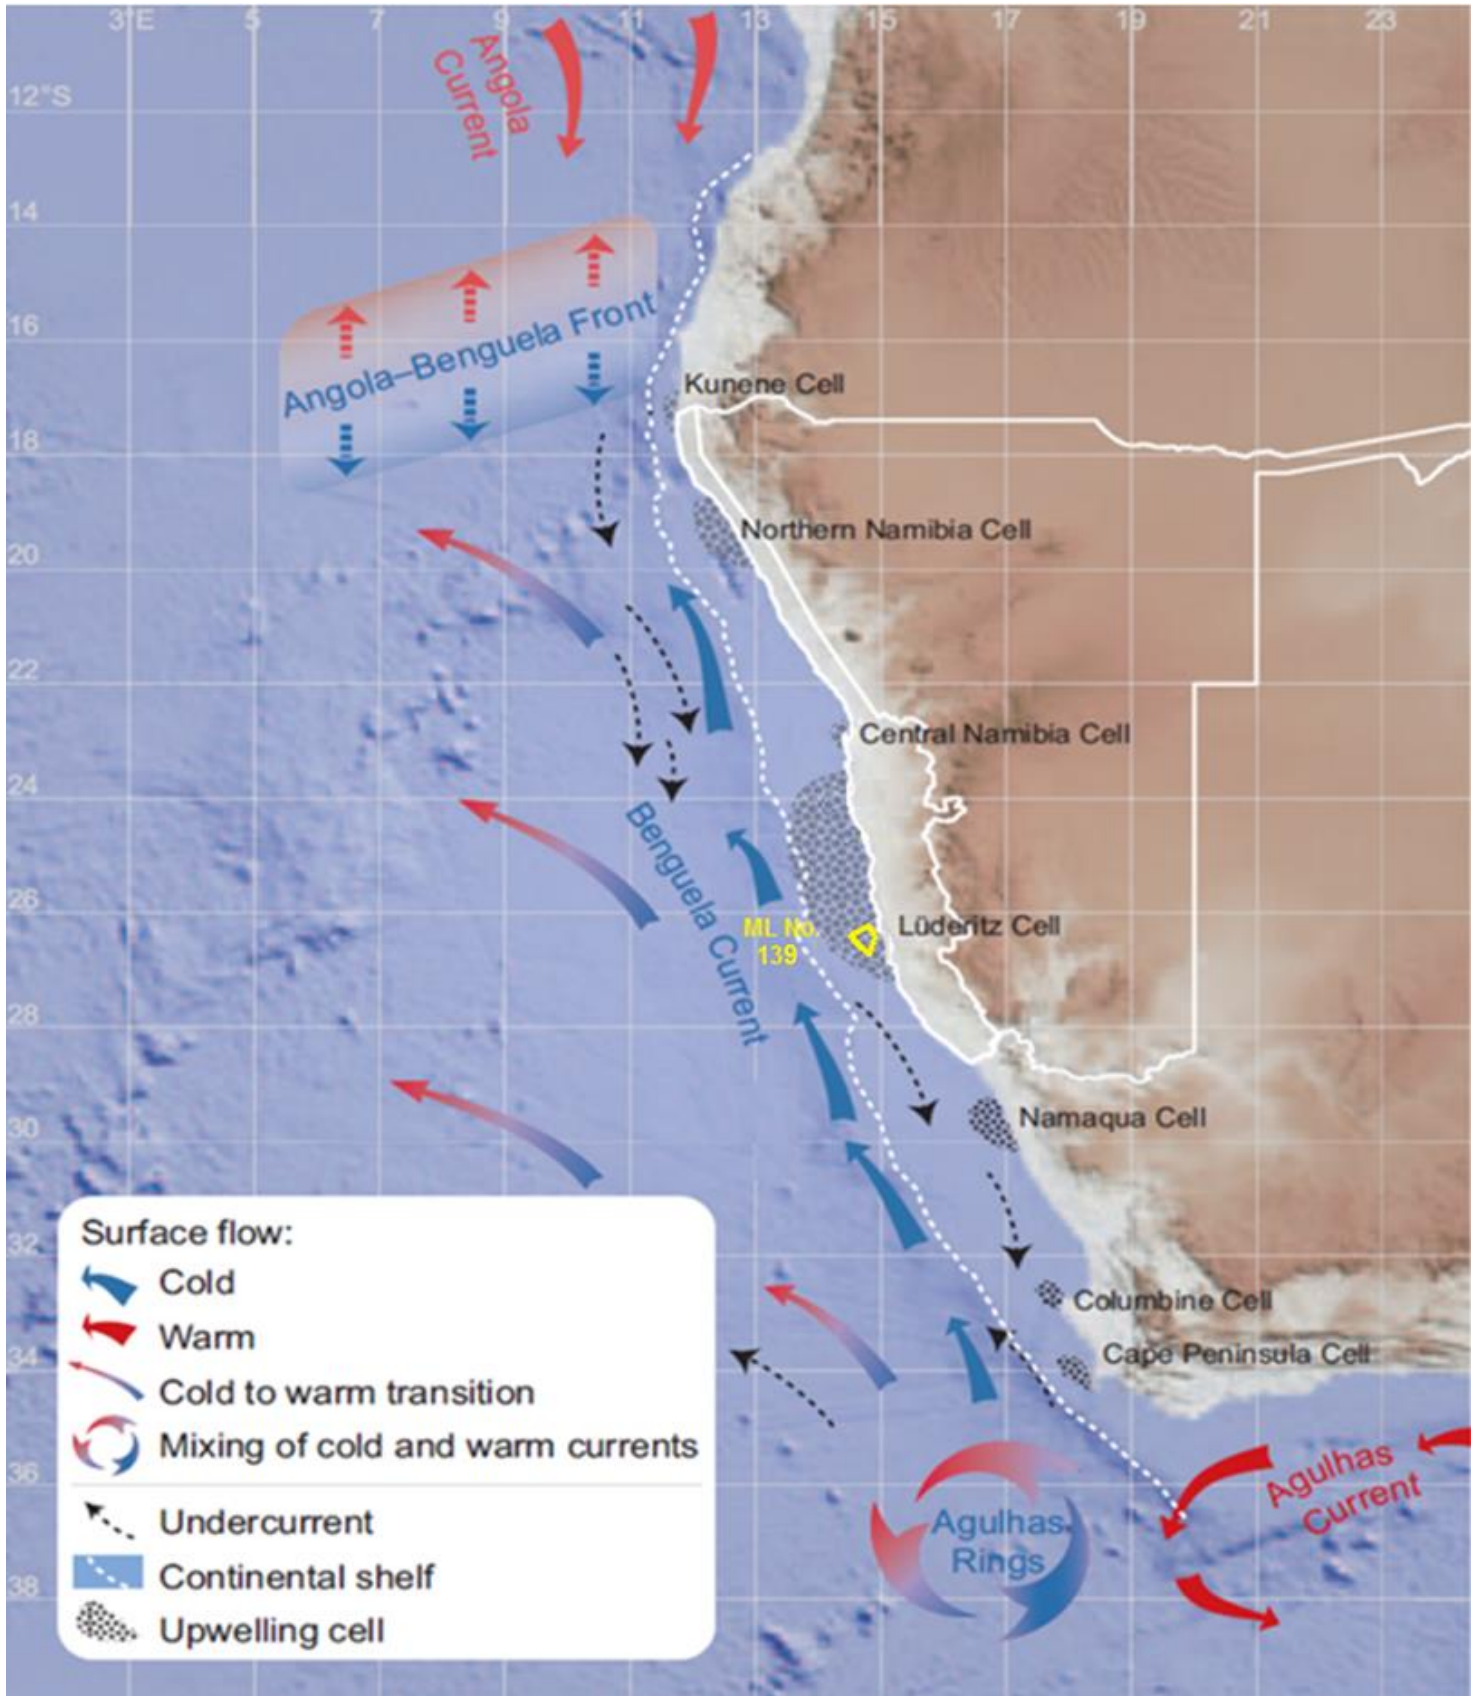 3°E 5 7 9 11 13 15 17 19 21 23
Angola
Current
12°S
14
Angola–Benguela Front
16
Kunene Cell
18
Northern Namibia Cell
20
22
Central Namibia Cell
24
Benguela Current
26
ML No.
139
Lüderitz Cell
28
Namaqua Cell
30
Surface flow:
Cold
Warm
Cold to warm transition
Mixing of cold and warm currents
Undercurrent
Continental shelf
Upwelling cell
32
Columbine Cell
34
Cape Peninsula Cell
36
Agulhas
Current
Agulhas
Rings
38